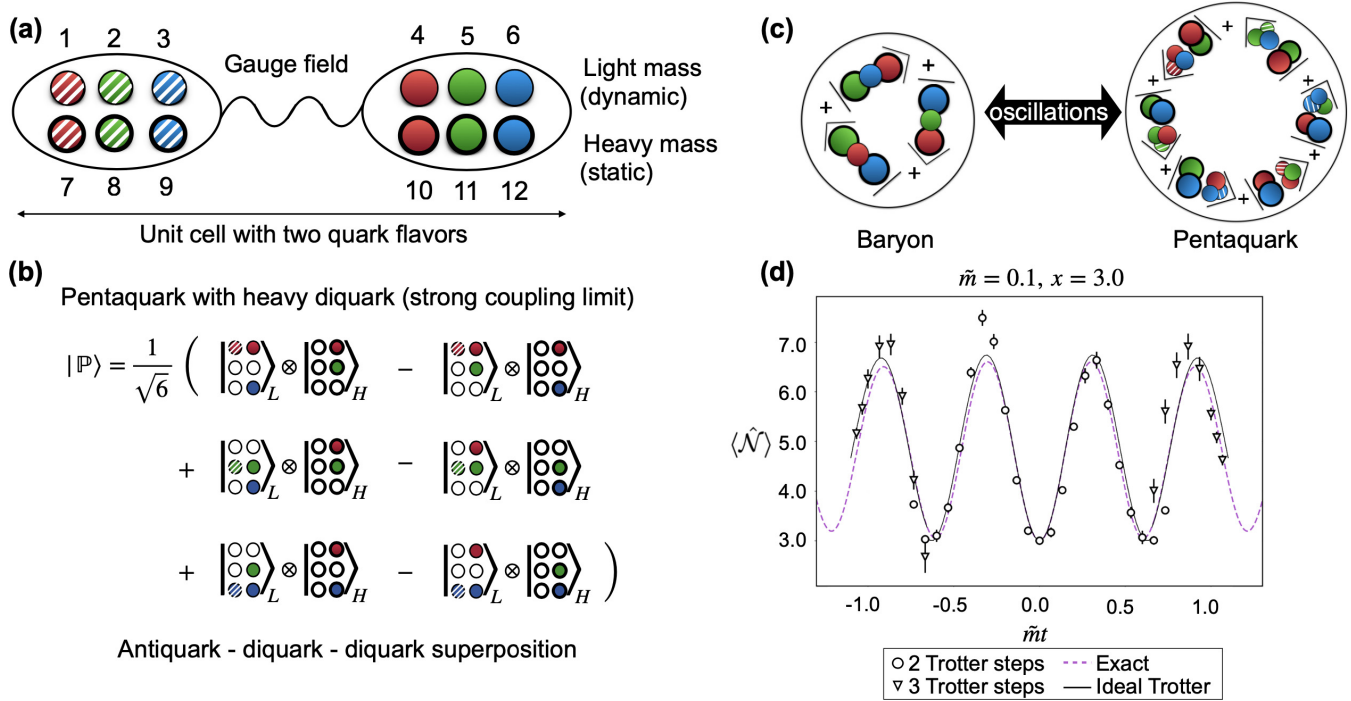 (a)
1 2 3
4 5 6
Gauge field
Light mass
(dynamic)
Heavy mass
(static)
7 8 9
10 11 12
Unit cell with two quark flavors
(b)
Pentaquark with heavy diquark (strong coupling limit)
|ℙ⟩ = 1/√6 ( | ⟩L ⊗ | ⟩H − | ⟩L ⊗ | ⟩H
+ | ⟩L ⊗ | ⟩H − | ⟩L ⊗ | ⟩H
+ | ⟩L ⊗ | ⟩H − | ⟩L ⊗ | ⟩H )
Antiquark - diquark - diquark superposition
(c)
+ + +
oscillations
+ + + + + +
Baryon
Pentaquark
(d)
m̃ = 0.1, x = 3.0
⟨𝒩̂⟩
7.0
6.0
5.0
4.0
3.0
-1.0 -0.5 0.0 0.5 1.0
m̃t
2 Trotter steps
Exact
3 Trotter steps
Ideal Trotter